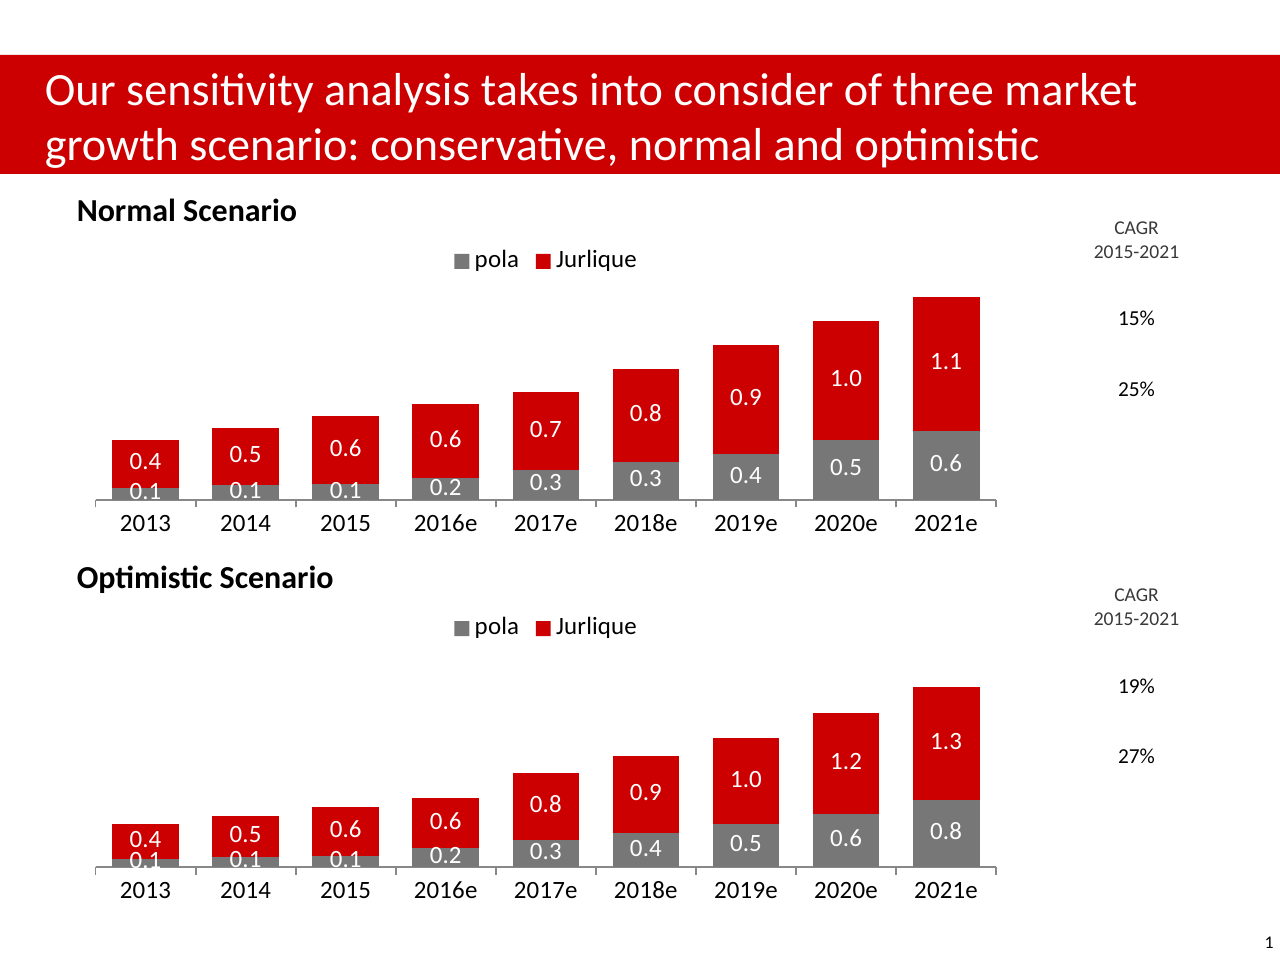 Our sensitivity analysis takes into consider of three market
growth scenario: conservative, normal and optimistic
Normal Scenario
CAGR
2015-2021
pola Jurlique
15%
25%
0.4 0.5 0.6 0.6 0.7 0.8 0.9 1.0 1.1
0.1 0.1 0.1 0.2 0.3 0.3 0.4 0.5 0.6
2013 2014 2015 2016e 2017e 2018e 2019e 2020e 2021e
Optimistic Scenario
CAGR
2015-2021
pola Jurlique
19%
27%
0.4 0.5 0.6 0.6 0.8 0.9 1.0 1.2 1.3
0.1 0.1 0.1 0.2 0.3 0.4 0.5 0.6 0.8
2013 2014 2015 2016e 2017e 2018e 2019e 2020e 2021e
1